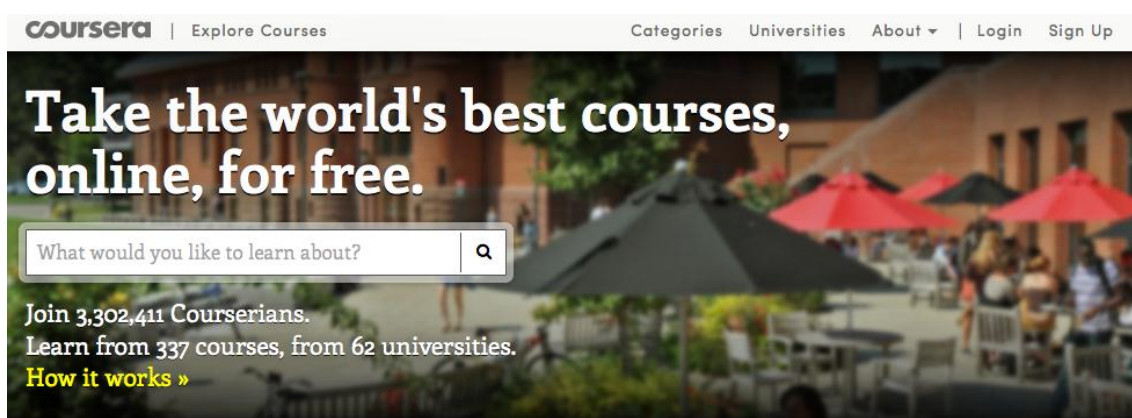 coursera | Explore Courses Categories Universities About | Login Sign Up
Take the world's best courses,
online, for free.
What would you like to learn about?
Join 3,302,411 Courserians.
Learn from 337 courses, from 62 universities.
How it works »